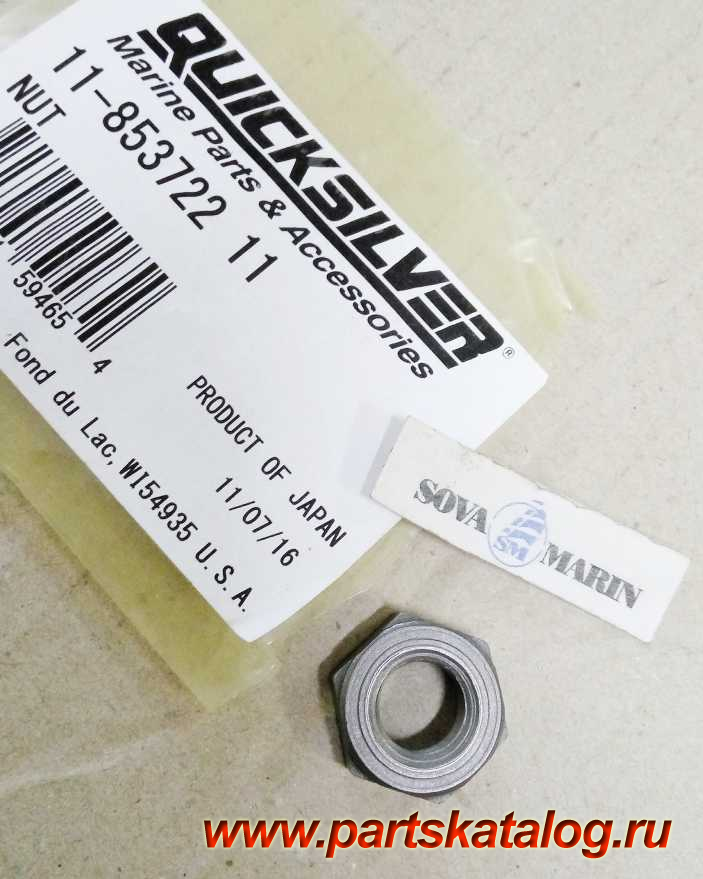 QUICKSILVER®
Marine Parts & Accessories
11-853722 11
NUT
59465 4
PRODUCT OF JAPAN
11/07/16
Fond du Lac, WI54935 U.S.A.
SOVA SM MARIN
www.partskatalog.ru